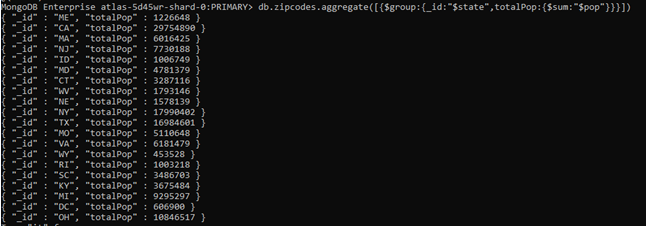 MongoDB Enterprise atlas-5d45wr-shard-0:PRIMARY> db.zipcodes.aggregate([{$group:{_id:"$state",totalPop:{$sum:"$pop"}}}])
{ "_id" : "ME", "totalPop" : 1226648 }
{ "_id" : "CA", "totalPop" : 29754890 }
{ "_id" : "MA", "totalPop" : 6016425 }
{ "_id" : "NJ", "totalPop" : 7730188 }
{ "_id" : "ID", "totalPop" : 1006749 }
{ "_id" : "MD", "totalPop" : 4781379 }
{ "_id" : "CT", "totalPop" : 3287116 }
{ "_id" : "WV", "totalPop" : 1793146 }
{ "_id" : "NE", "totalPop" : 1578139 }
{ "_id" : "NY", "totalPop" : 17990402 }
{ "_id" : "TX", "totalPop" : 16984601 }
{ "_id" : "MO", "totalPop" : 5110648 }
{ "_id" : "VA", "totalPop" : 6181479 }
{ "_id" : "WY", "totalPop" : 453528 }
{ "_id" : "RI", "totalPop" : 1003218 }
{ "_id" : "SC", "totalPop" : 3486703 }
{ "_id" : "KY", "totalPop" : 3675484 }
{ "_id" : "MI", "totalPop" : 9295297 }
{ "_id" : "DC", "totalPop" : 606900 }
{ "_id" : "OH", "totalPop" : 10846517 }